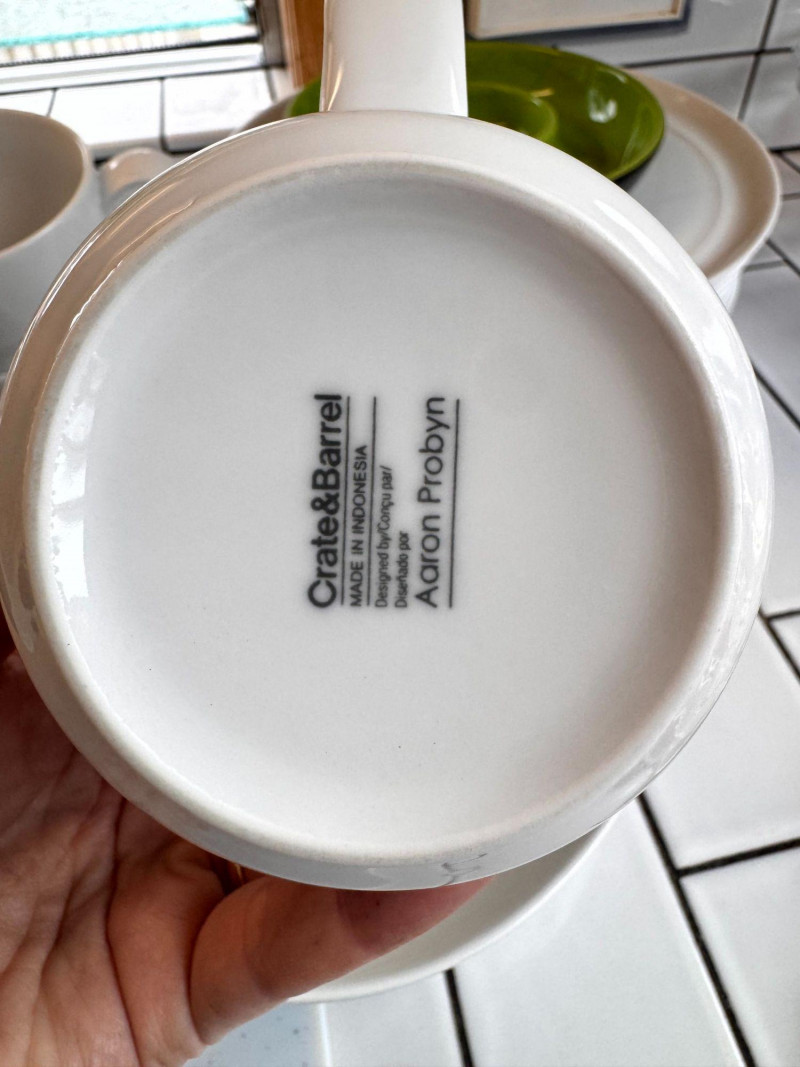 Crate&Barrel
MADE IN INDONESIA
Designed by/Conçu par/
Diseñado por
Aaron Probyn